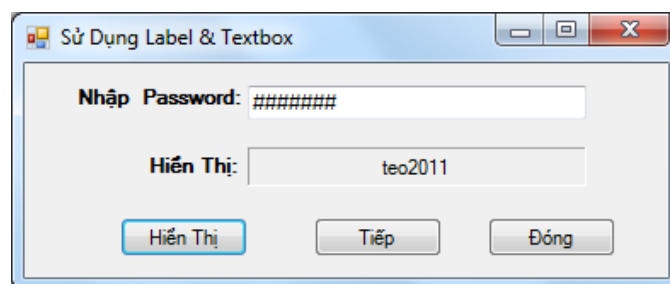 Sử Dụng Label & Textbox
Nhập Password: #######
Hiển Thị: teo2011
Hiển Thị Tiếp Đóng